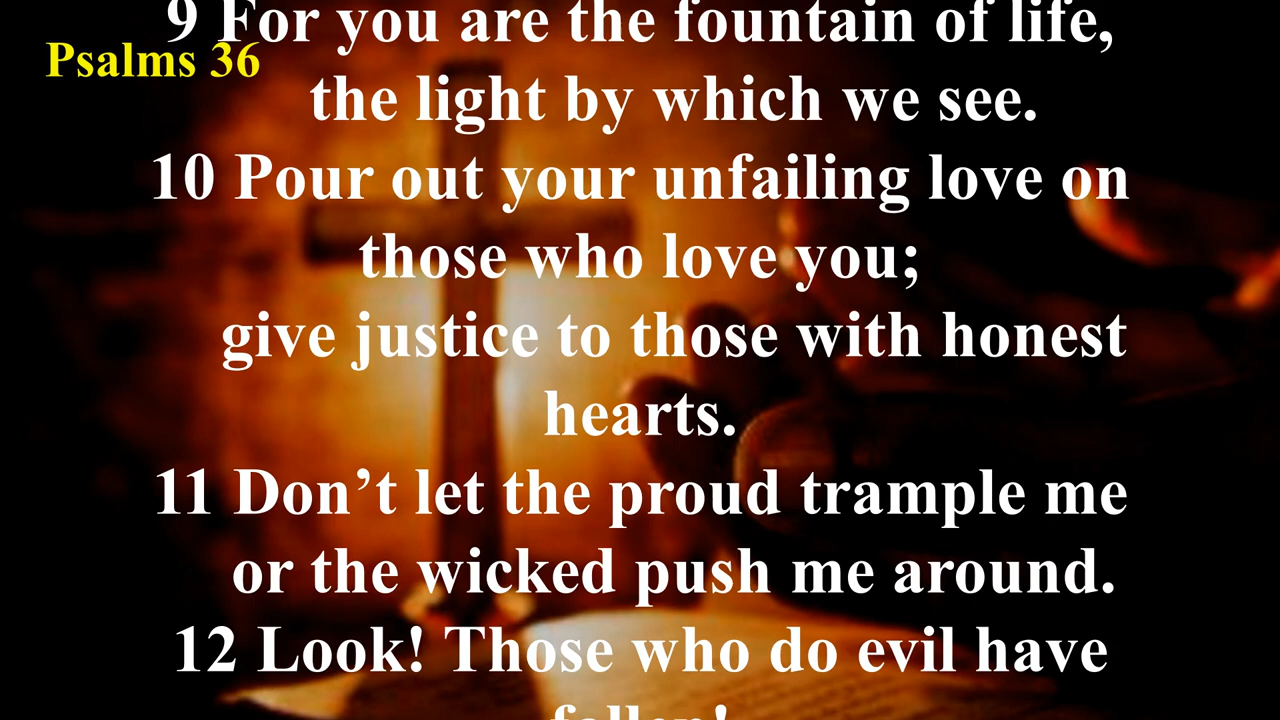 9 For you are the fountain of life,
Psalms 36
the light by which we see.
10 Pour out your unfailing love on
those who love you;
give justice to those with honest
hearts.
11 Don’t let the proud trample me
or the wicked push me around.
12 Look! Those who do evil have
fallen!